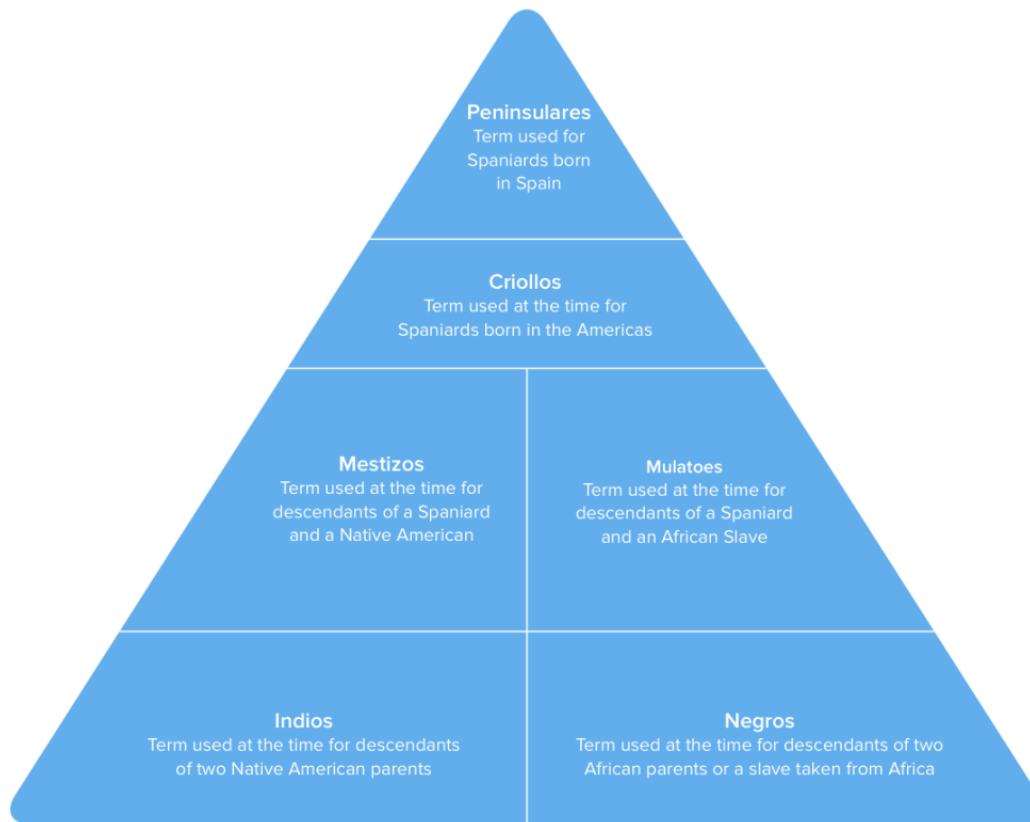 Peninsulares
Term used for
Spaniards born
in Spain
Criollos
Term used at the time for
Spaniards born in the Americas
Mestizos
Term used at the time for
descendants of a Spaniard
and a Native American
Mulatoes
Term used at the time for
descendants of a Spaniard
and an African Slave
Indios
Term used at the time for descendants
of two Native American parents
Negros
Term used at the time for descendants of two
African parents or a slave taken from Africa